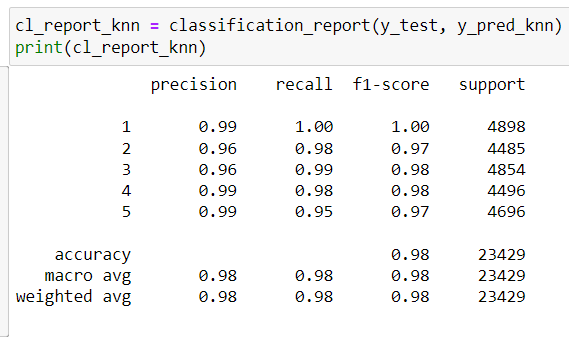 cl_report_knn = classification_report(y_test, y_pred_knn)
print(cl_report_knn)
precision recall f1-score support
1 0.99 1.00 1.00 4898
2 0.96 0.98 0.97 4485
3 0.96 0.99 0.98 4854
4 0.99 0.98 0.98 4496
5 0.99 0.95 0.97 4696
accuracy 0.98 23429
macro avg 0.98 0.98 0.98 23429
weighted avg 0.98 0.98 0.98 23429